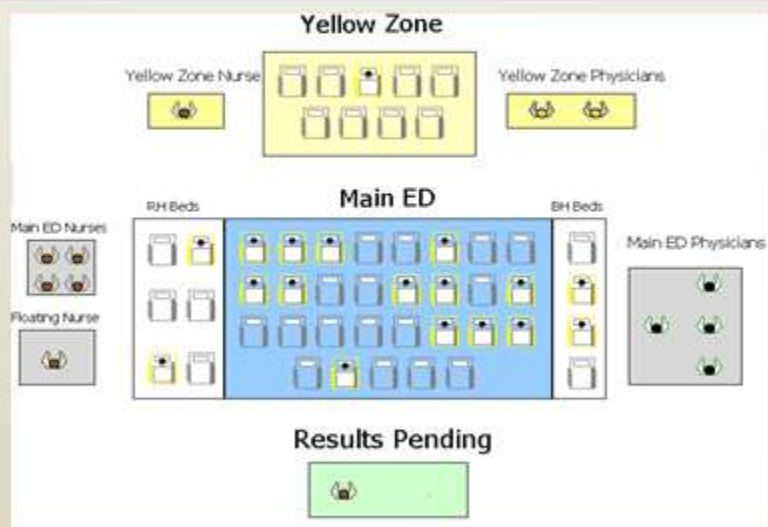 Yellow Zone
Yellow Zone Nurse
Yellow Zone Physicians
Main ED
RH Beds
BH Beds
Main ED Nurses
Main ED Physicians
Floating Nurse
Results Pending